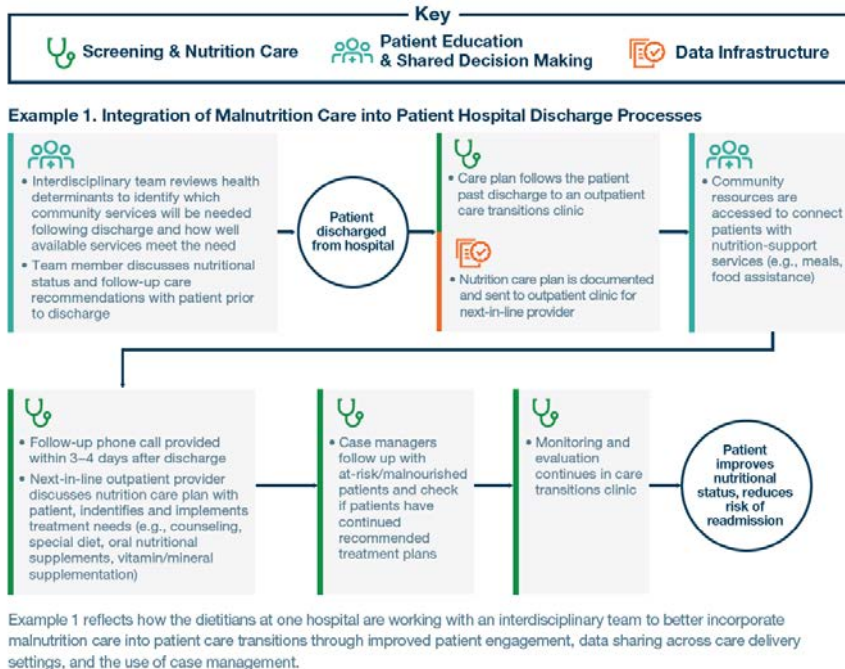 Key
Screening & Nutrition Care
Patient Education
& Shared Decision Making
Data Infrastructure
Example 1. Integration of Malnutrition Care into Patient Hospital Discharge Processes
• Interdisciplinary team reviews health
determinants to identify which
community services will be needed
following discharge and how well
available services meet the need
• Team member discusses nutritional
status and follow-up care
recommendations with patient prior
to discharge
Patient
discharged
from hospital
• Care plan follows the patient
past discharge to an outpatient
care transitions clinic
• Nutrition care plan is documented
and sent to outpatient clinic for
next-in-line provider
• Community
resources are
accessed to connect
patients with
nutrition-support
services (e.g., meals,
food assistance)
• Follow-up phone call provided
within 3–4 days after discharge
• Next-in-line outpatient provider
discusses nutrition care plan with
patient, indentifies and implements
treatment needs (e.g., counseling,
special diet, oral nutritional
supplements, vitamin/mineral
supplementation)
• Case managers
follow up with
at-risk/malnourished
patients and check
if patients have
continued
recommended
treatment plans
• Monitoring and
evaluation
continues in care
transitions clinic
Patient
improves
nutritional
status, reduces
risk of
readmission
Example 1 reflects how the dietitians at one hospital are working with an interdisciplinary team to better incorporate
malnutrition care into patient care transitions through improved patient engagement, data sharing across care delivery
settings, and the use of case management.